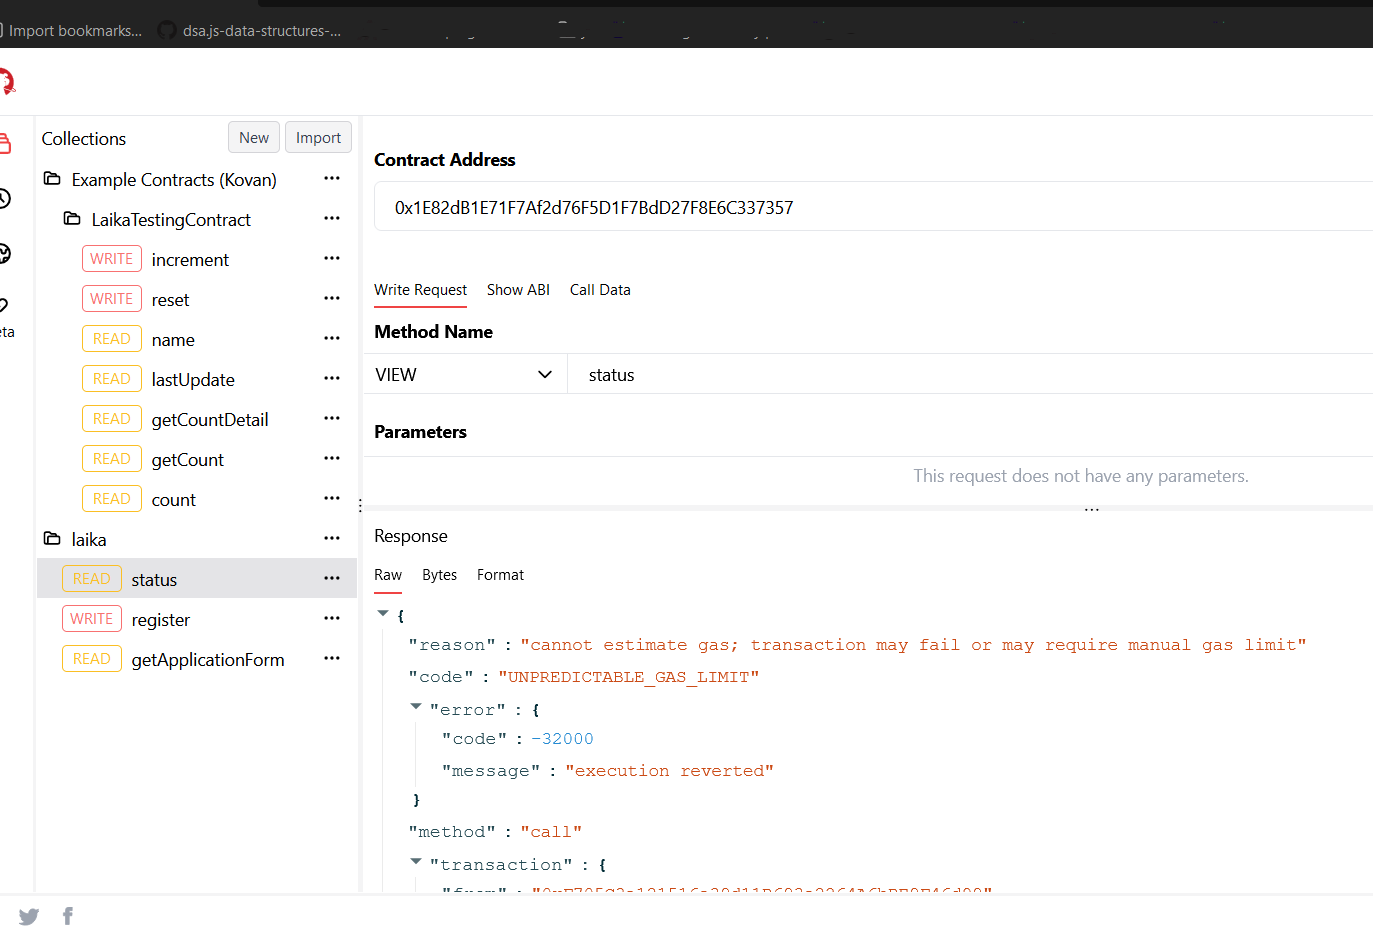 Import bookmarks...
dsa.js-data-structures-...
Collections
New
Import
Example Contracts (Kovan)
LaikaTestingContract
WRITE increment
WRITE reset
READ name
READ lastUpdate
READ getCountDetail
READ getCount
READ count
laika
READ status
WRITE register
READ getApplicationForm
Contract Address
0x1E82dB1E71F7Af2d76F5D1F7BdD27F8E6C337357
Write Request
Show ABI
Call Data
Method Name
VIEW
status
Parameters
This request does not have any parameters.
Response
Raw
Bytes
Format
{
"reason" : "cannot estimate gas; transaction may fail or may require manual gas limit"
"code" : "UNPREDICTABLE_GAS_LIMIT"
"error" : {
"code" : -32000
"message" : "execution reverted"
}
"method" : "call"
"transaction" : {